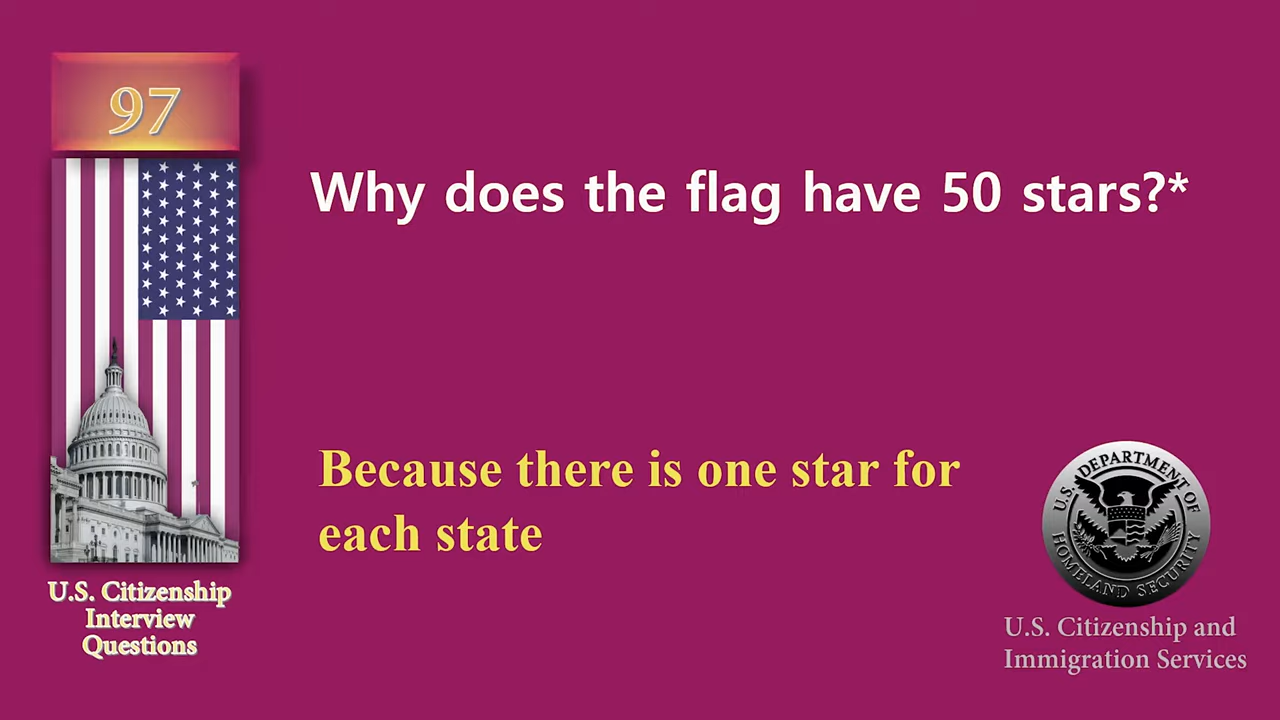 97
Why does the flag have 50 stars?*
Because there is one star for
each state
U.S. Citizenship
Interview
Questions
U.S. DEPARTMENT OF
HOMELAND SECURITY
U.S. Citizenship and
Immigration Services